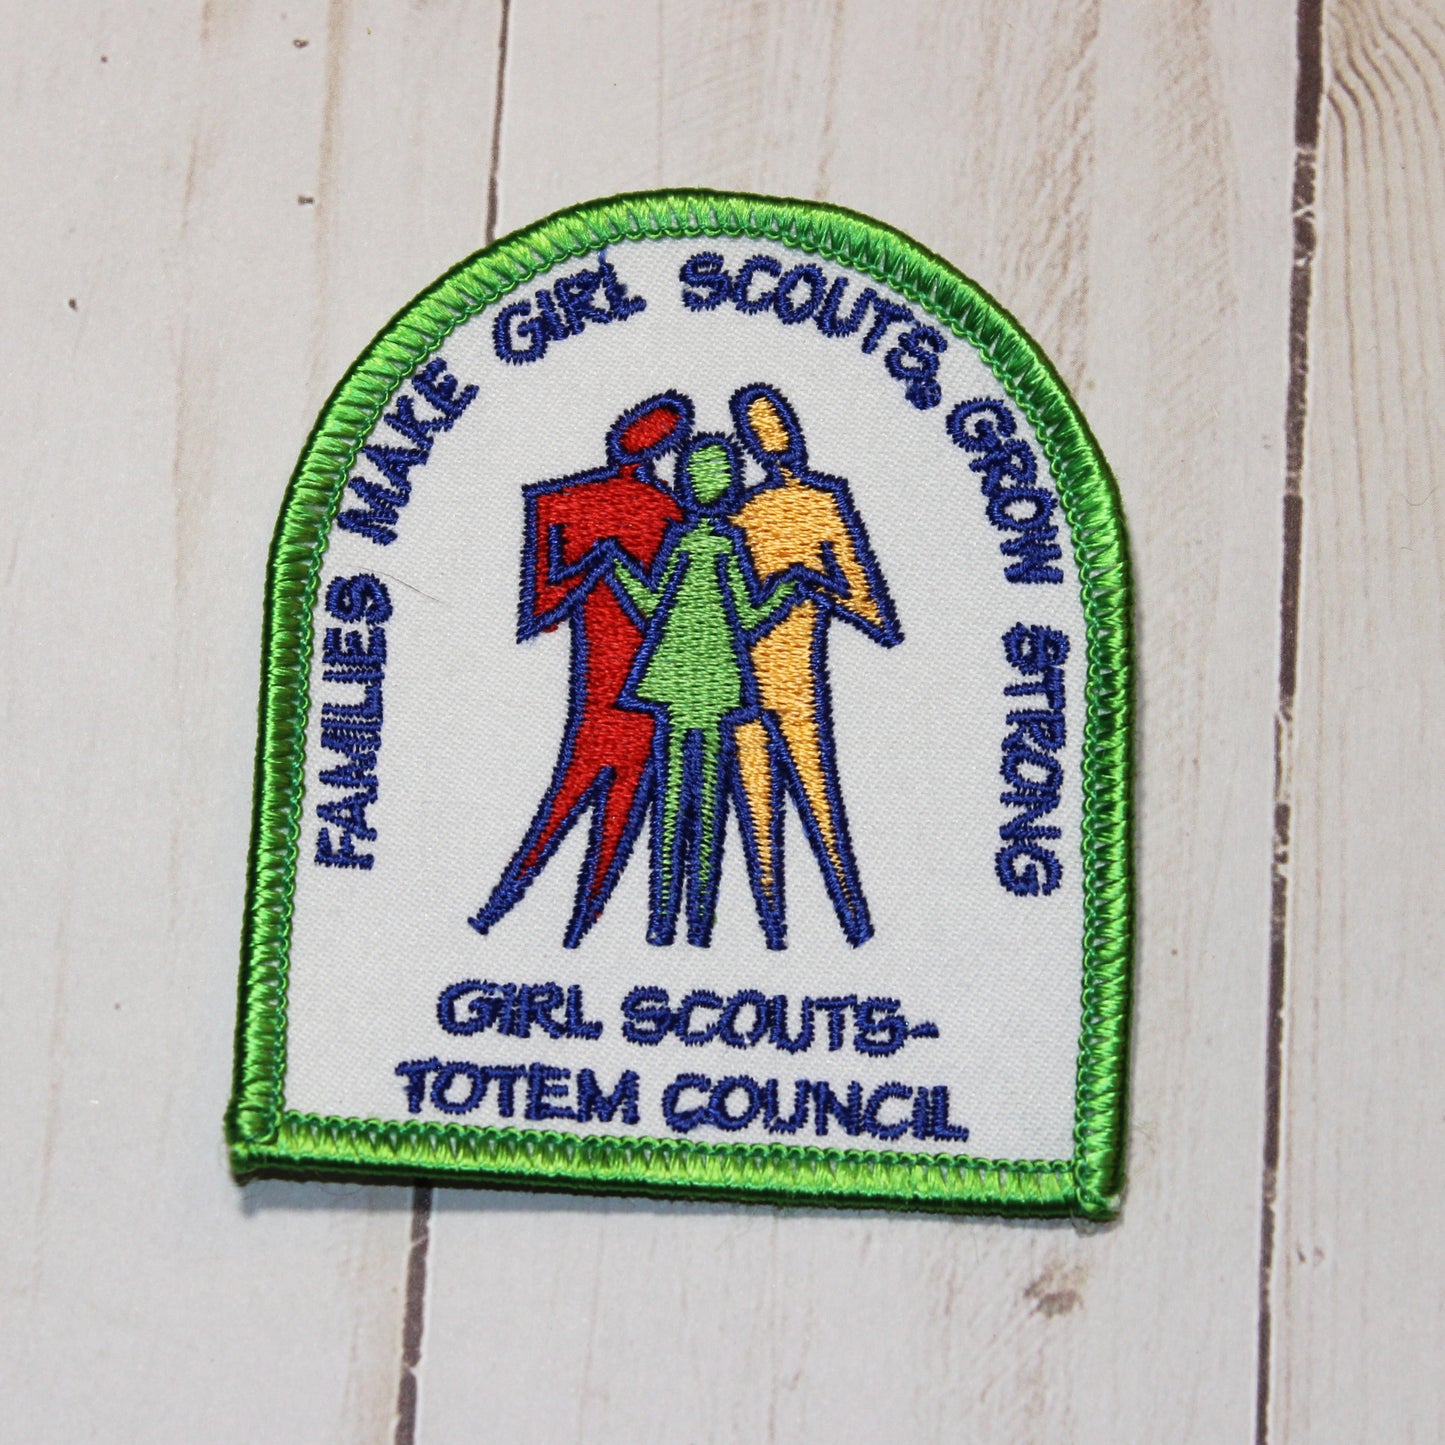 FAMILIES MAKE GIRL SCOUTS, GROW STRONG
GIRL SCOUTS-
TOTEM COUNCIL